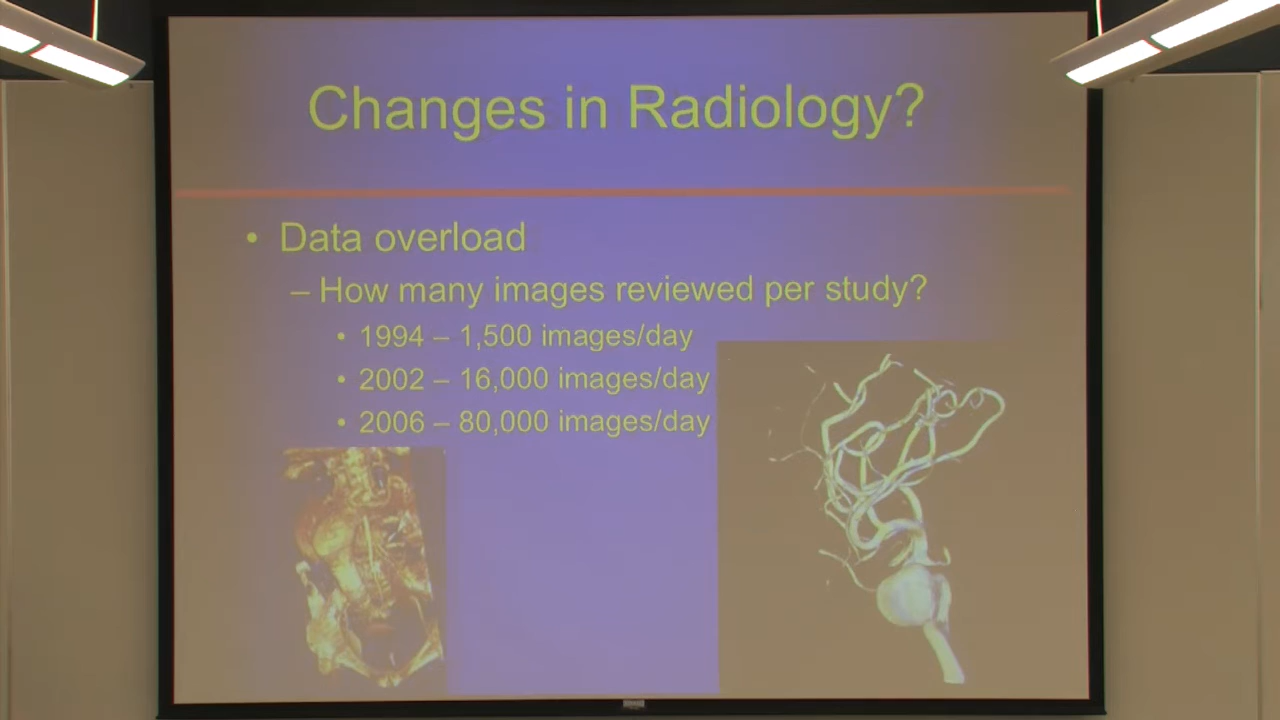 Changes in Radiology?
• Data overload
– How many images reviewed per study?
• 1994 – 1,500 images/day
• 2002 – 16,000 images/day
• 2006 – 80,000 images/day